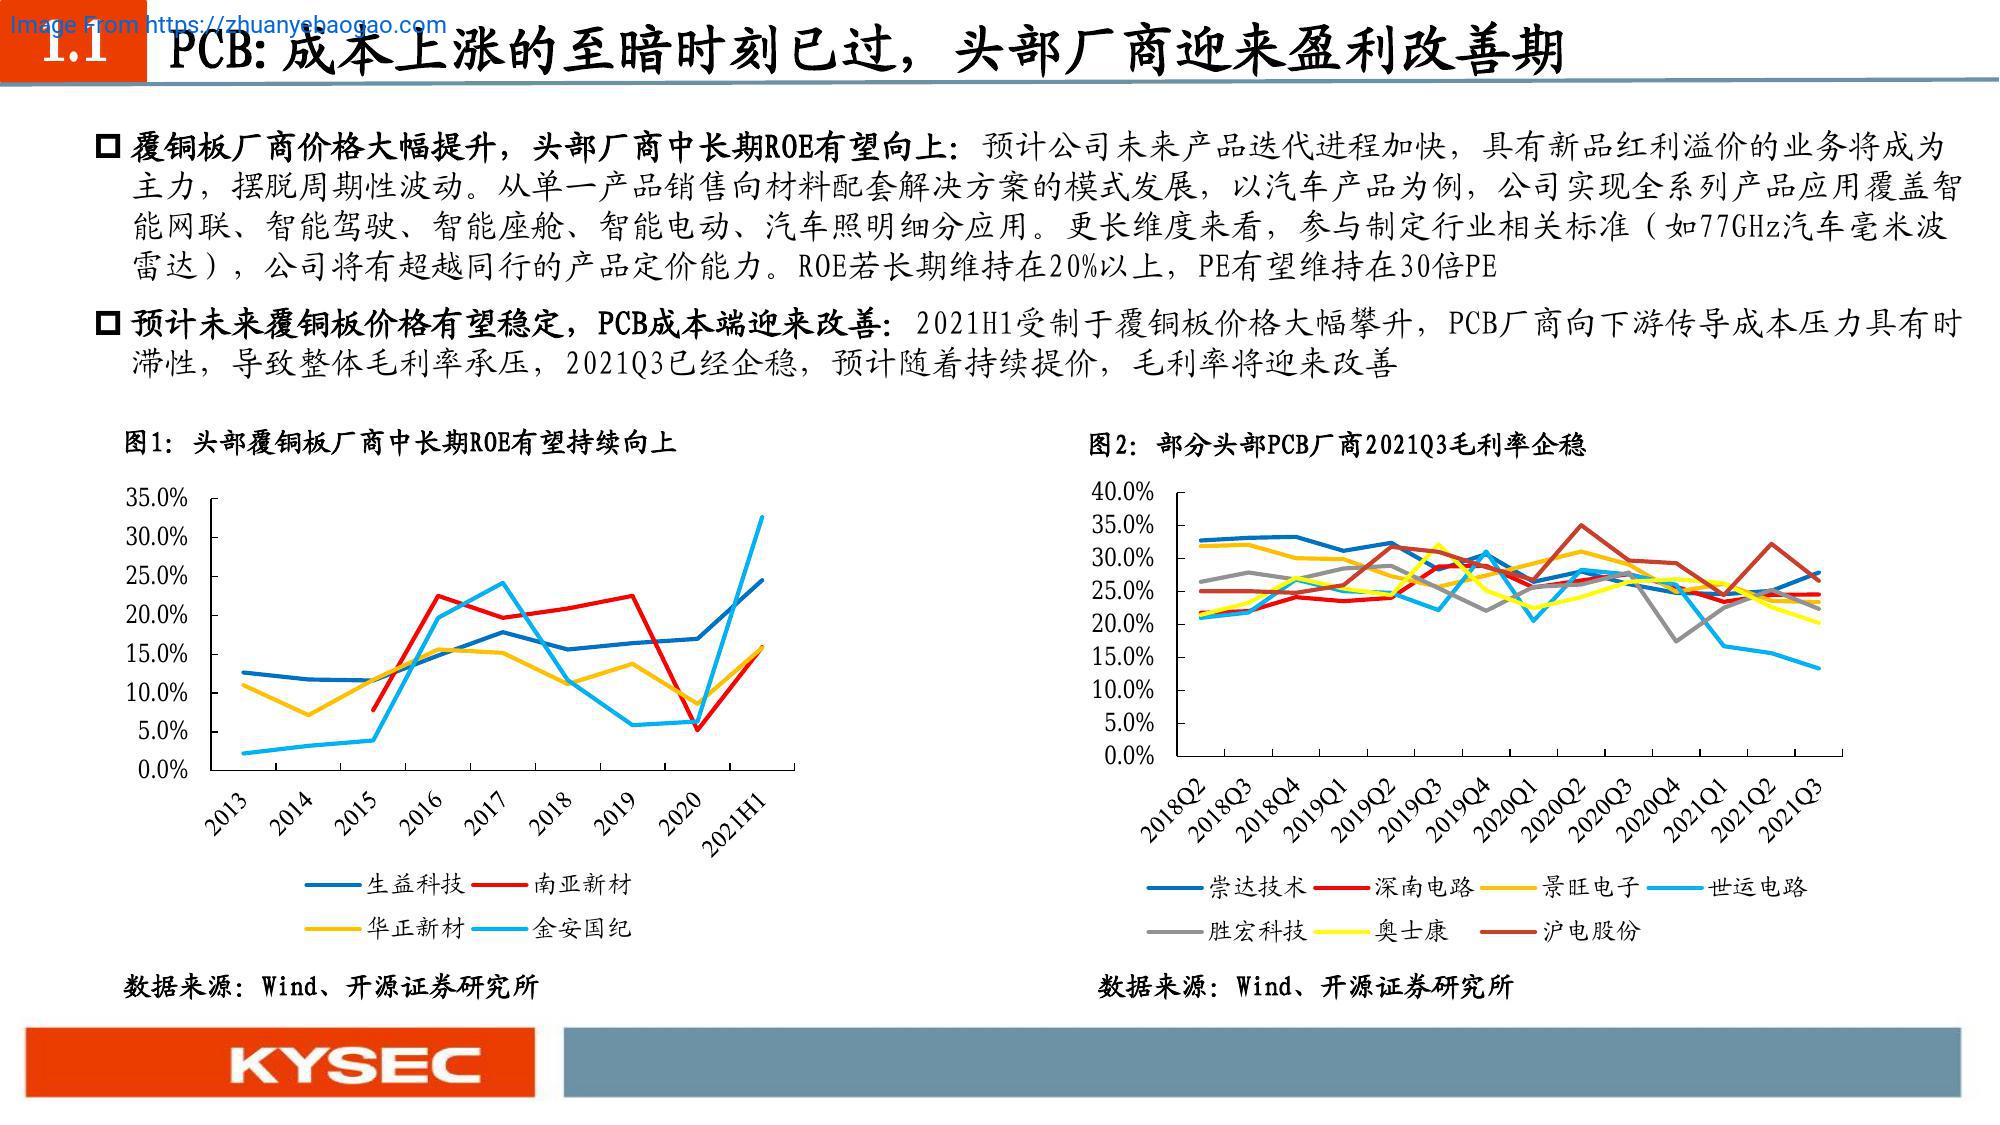 Image From https://zhuanyebaogao.com
1.1 PCB: 成本上涨的至暗时刻已过，头部厂商迎来盈利改善期
覆铜板厂商价格大幅提升，头部厂商中长期ROE有望向上：预计公司未来产品迭代进程加快，具有新品红利溢价的业务将成为
主力，摆脱周期性波动。从单一产品销售向材料配套解决方案的模式发展，以汽车产品为例，公司实现全系列产品应用覆盖智
能网联、智能驾驶、智能座舱、智能电动、汽车照明细分应用。更长维度来看，参与制定行业相关标准（如77GHz汽车毫米波
雷达），公司将有超越同行的产品定价能力。ROE若长期维持在20%以上，PE有望维持在30倍PE
预计未来覆铜板价格有望稳定，PCB成本端迎来改善：2021H1受制于覆铜板价格大幅攀升，PCB厂商向下游传导成本压力具有时
滞性，导致整体毛利率承压，2021Q3已经企稳，预计随着持续提价，毛利率将迎来改善
图1：头部覆铜板厂商中长期ROE有望持续向上
35.0%
30.0%
25.0%
20.0%
15.0%
10.0%
5.0%
0.0%
2013 2014 2015 2016 2017 2018 2019 2020 2021H1
生益科技 南亚新材
华正新材 金安国纪
数据来源：Wind、开源证券研究所
图2：部分头部PCB厂商2021Q3毛利率企稳
40.0%
35.0%
30.0%
25.0%
20.0%
15.0%
10.0%
5.0%
0.0%
2018Q2 2018Q3 2018Q4 2019Q1 2019Q2 2019Q3 2019Q4 2020Q1 2020Q2 2020Q3 2020Q4 2021Q1 2021Q2 2021Q3
崇达技术 深南电路 景旺电子 世运电路
胜宏科技 奥士康 沪电股份
数据来源：Wind、开源证券研究所
KYSEC